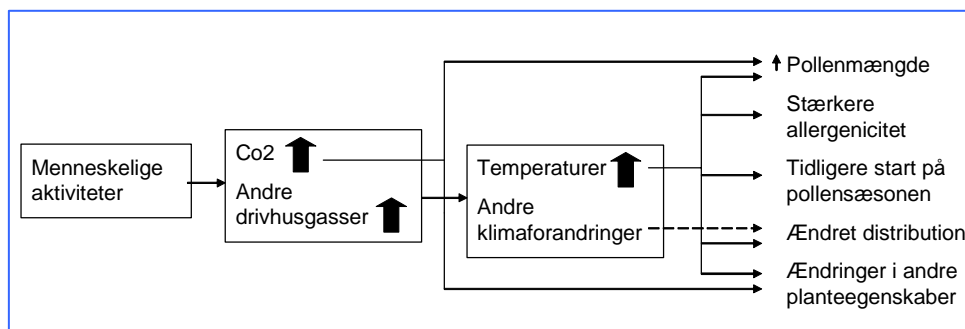 Menneskelige
aktiviteter
Co2
Andre
drivhusgasser
Temperaturer
Andre
klimaforandringer
Pollenmængde
Stærkere
allergenicitet
Tidligere start på
pollensæsonen
Ændret distribution
Ændringer i andre
planteegenskaber